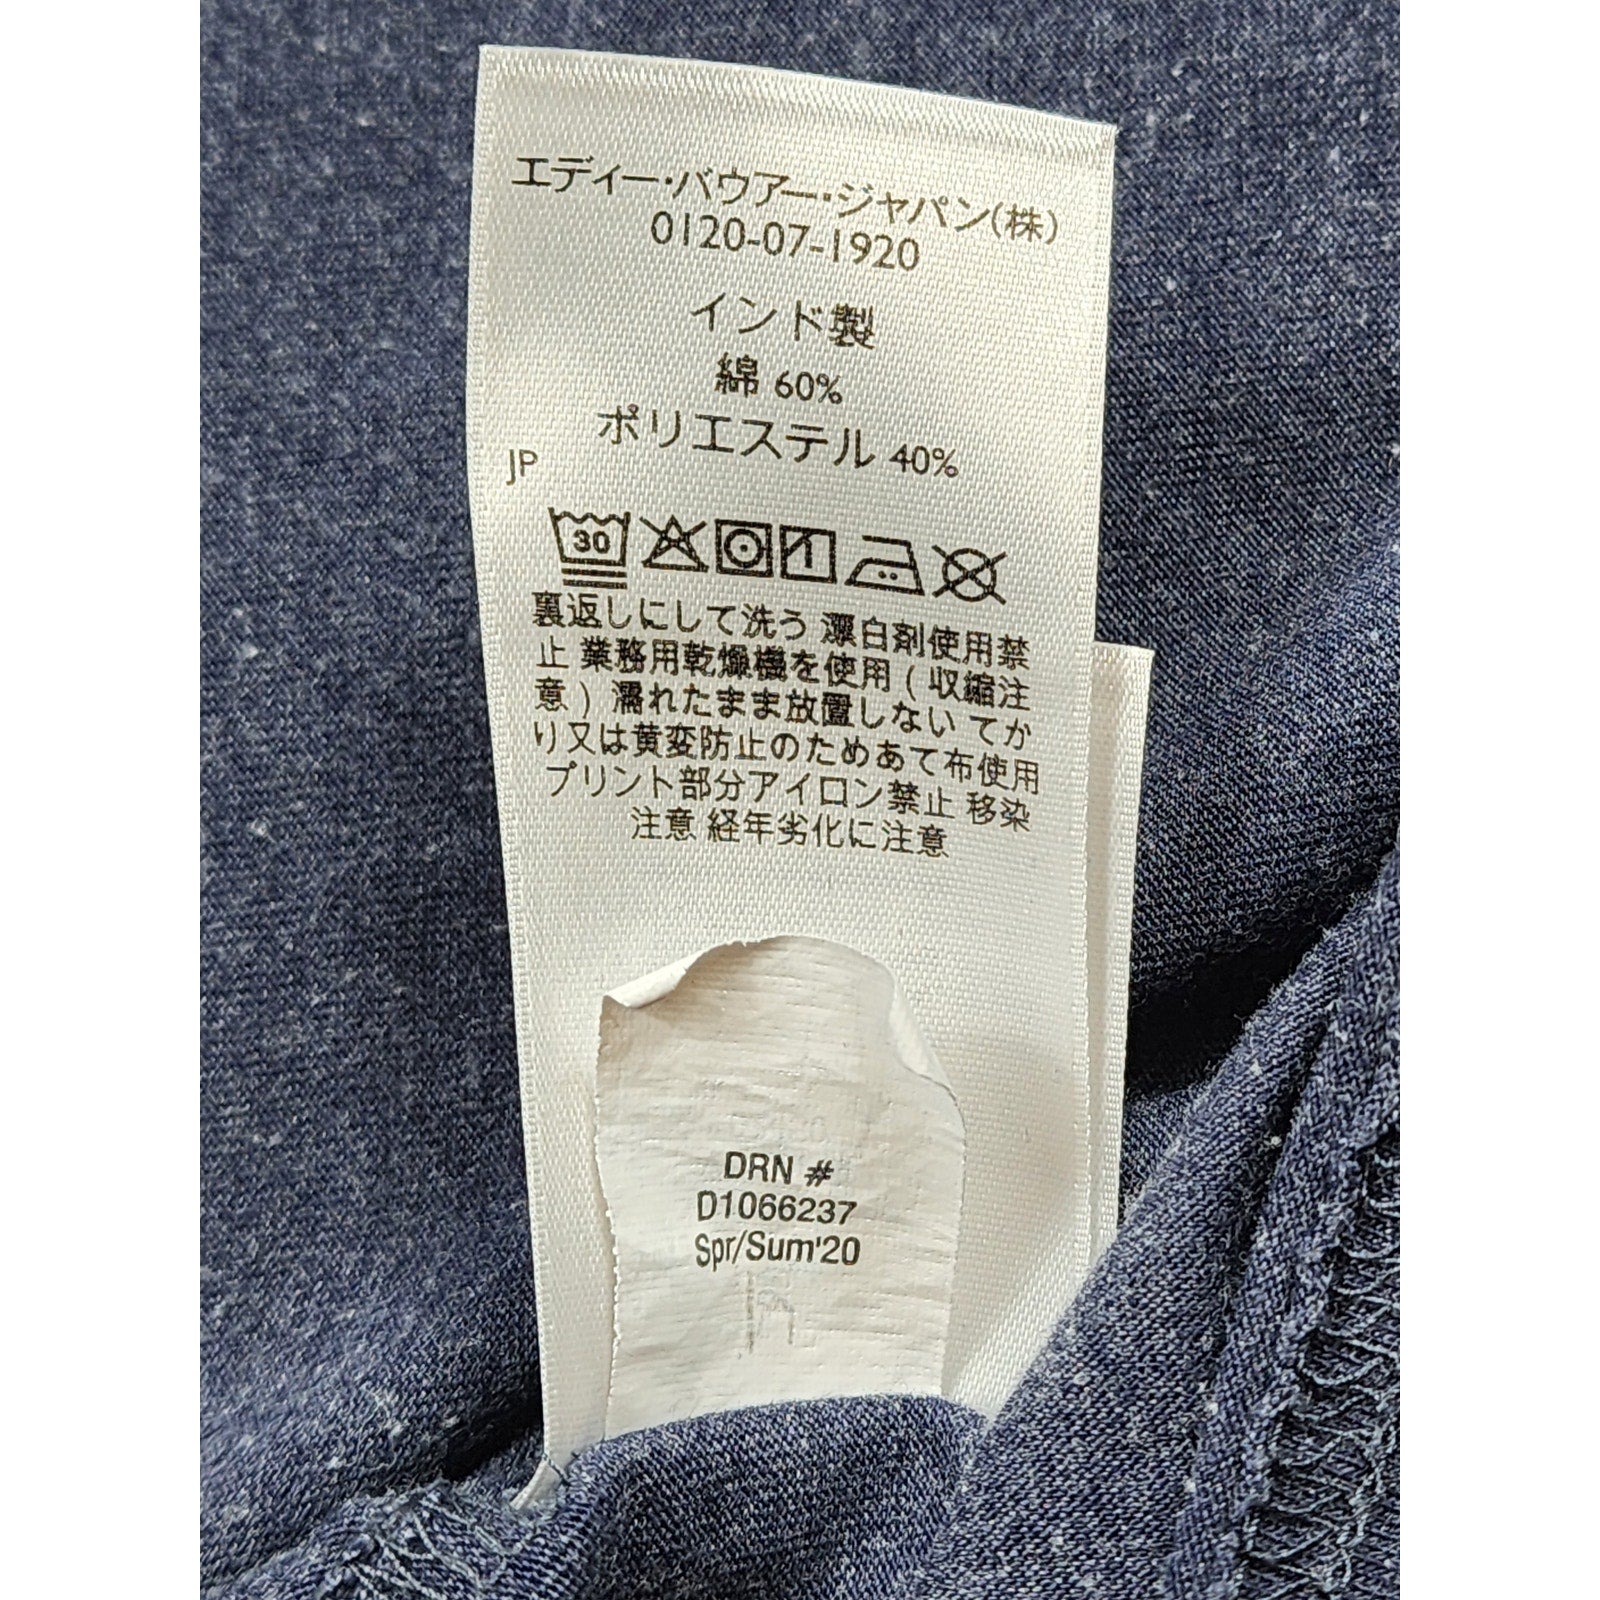 エディー・バウアー・ジャパン(株)
0120-07-1920
インド製
綿 60%
ポリエステル 40%
JP
30
裏返しにして洗う 漂白剤使用禁
止 業務用乾燥機を使用 ( 収縮注
意 ) 濡れたまま放置しない てか
り又は黄変防止のためあて布使用
プリント部分アイロン禁止 移染
注意 経年劣化に注意
DRN #
D1066237
Spr/Sum'20